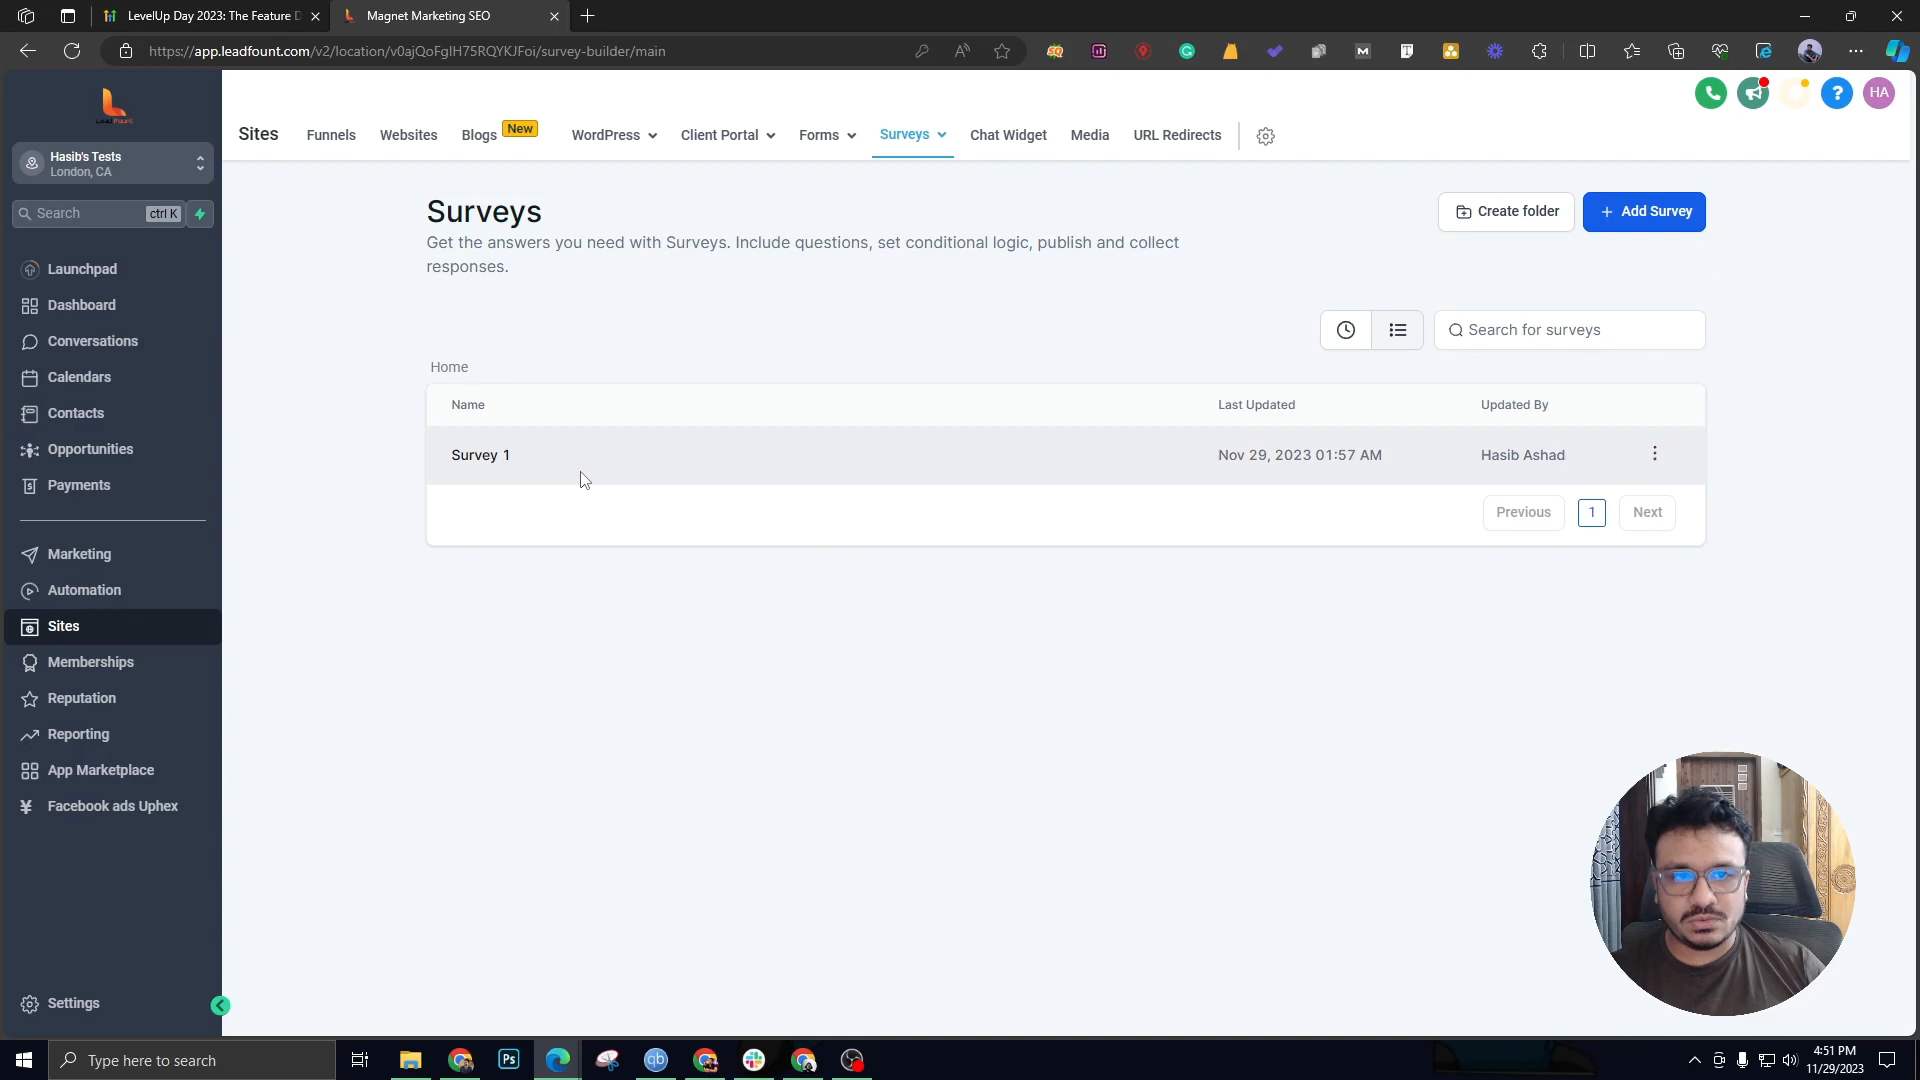 LevelUp Day 2023: The Feature D
Magnet Marketing SEO
https://app.leadfount.com/v2/location/v0ajQoFgIH75RQYKJFoi/survey-builder/main
Hasib's Tests
London, CA
Search
ctrl K
Launchpad
Dashboard
Conversations
Calendars
Contacts
Opportunities
Payments
Marketing
Automation
Sites
Memberships
Reputation
Reporting
App Marketplace
Facebook ads Uphex
Settings
HA
Sites
Funnels
Websites
Blogs
New
WordPress
Client Portal
Forms
Surveys
Chat Widget
Media
URL Redirects
Surveys
Get the answers you need with Surveys. Include questions, set conditional logic, publish and collect
responses.
Create folder
+ Add Survey
Search for surveys
Home
Name
Last Updated
Updated By
Survey 1
Nov 29, 2023 01:57 AM
Hasib Ashad
Previous
1
Next
Type here to search
Ps
qb
4:51 PM
11/29/2023